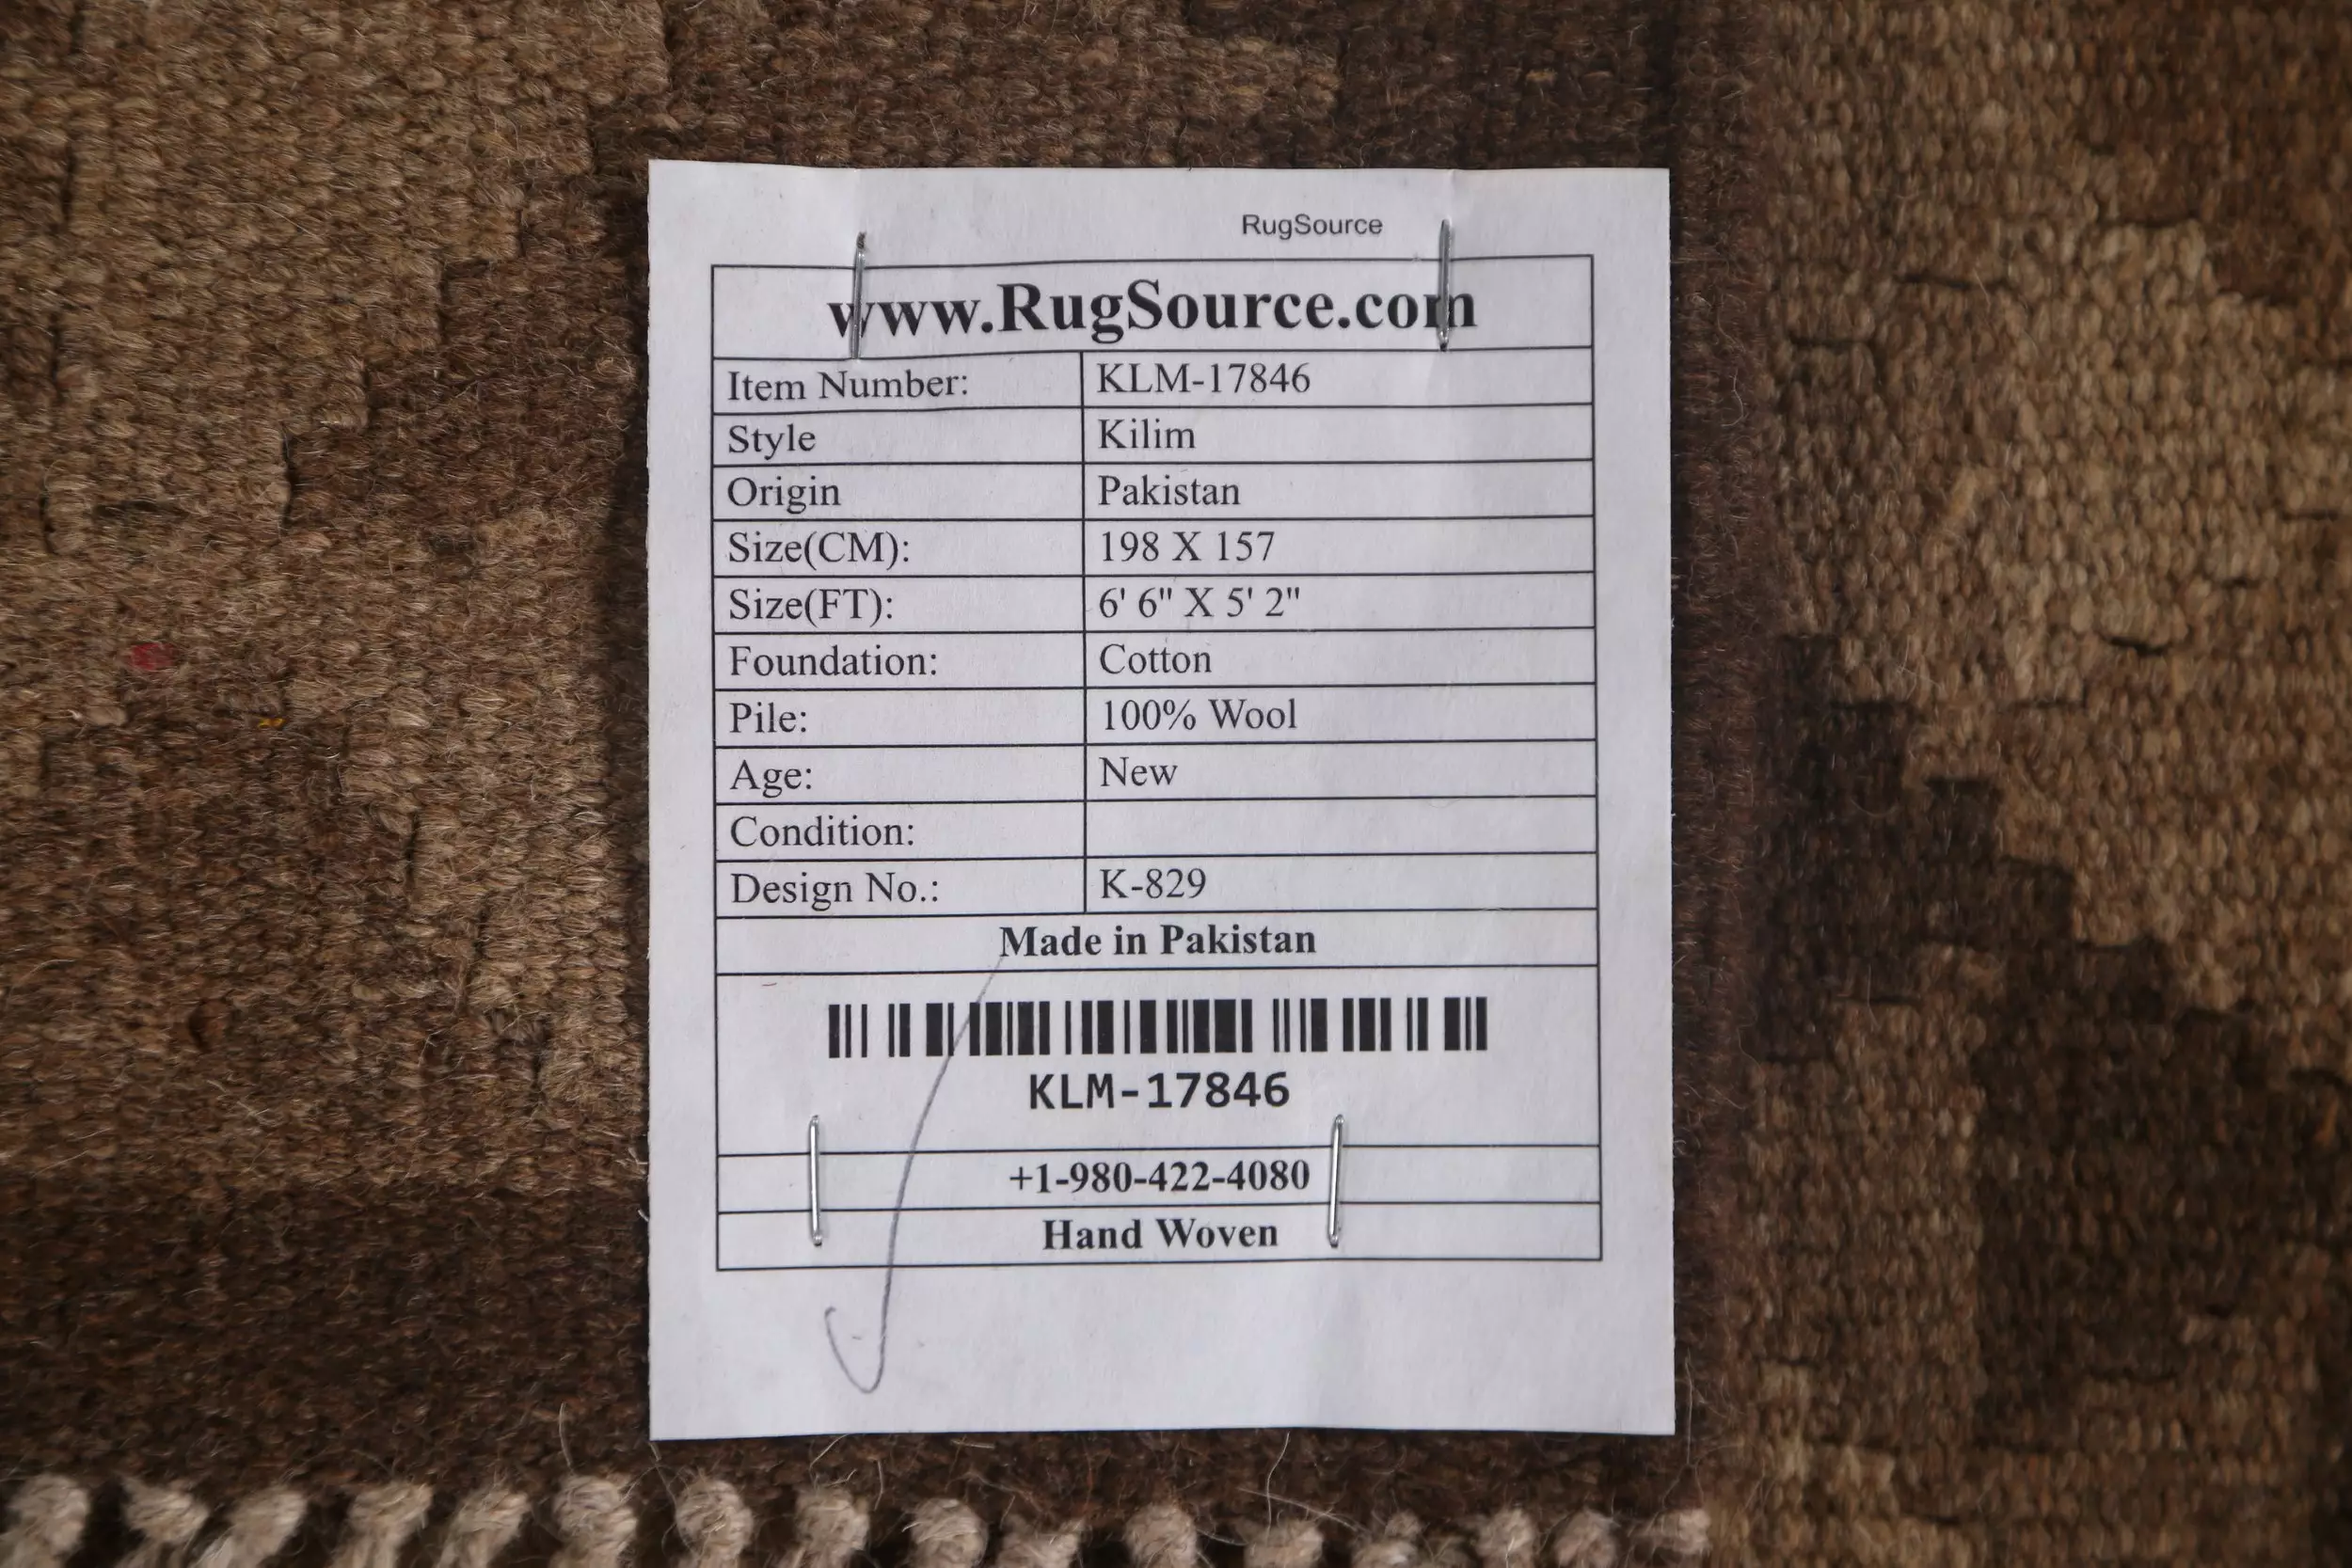 RugSource
www.RugSource.com
Item Number: KLM-17846
Style Kilim
Origin Pakistan
Size(CM): 198 X 157
Size(FT): 6' 6" X 5' 2"
Foundation: Cotton
Pile: 100% Wool
Age: New
Condition:
Design No.: K-829
Made in Pakistan
KLM-17846
+1-980-422-4080
Hand Woven